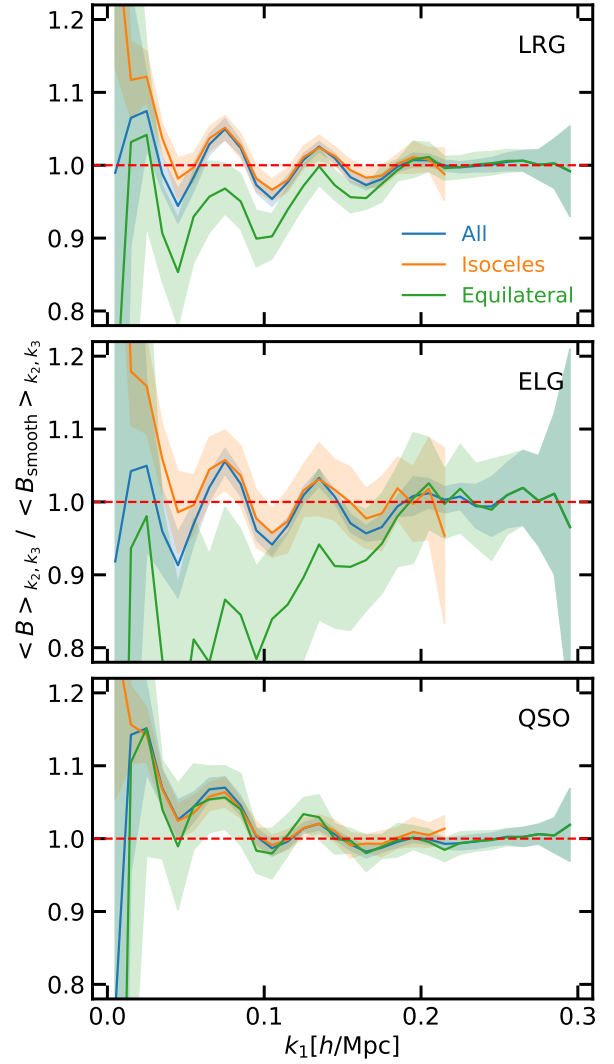 1.2
1.1
1.0
0.9
0.8
LRG
All
Isoceles
Equilateral
1.2
1.1
1.0
0.9
0.8
ELG
<B>k2,k3 / <Bsmooth>k2,k3
1.2
1.1
1.0
0.9
0.8
QSO
0.0 0.1 0.2 0.3
k1[h/Mpc]